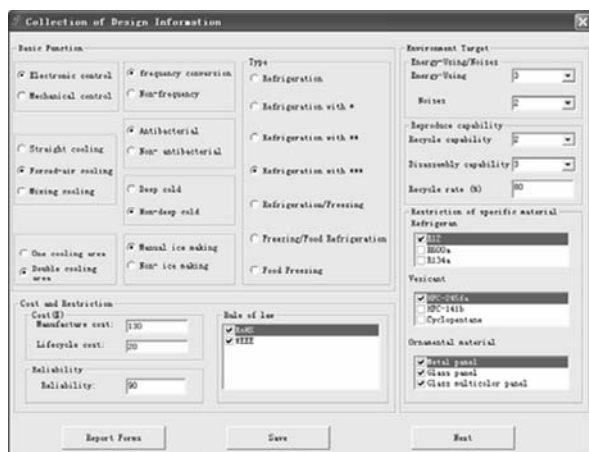 Collection of Design Information
Basic Function
Electronic control
Mechanical control
Straight cooling
Forced-air cooling
Mixing cooling
One cooling area
Double cooling
area
frequency conversion
Non-frequency
Antibacterial
Non- antibacterial
Deep cold
Non-deep cold
Manual ice making
Non- ice making
Type
Refrigeration
Refrigeration with *
Refrigeration with **
Refrigeration with ***
Refrigeration/Freezing
Freezing/Food Refrigeration
Food Freezing
Cost and Restriction
Cost($)
Manufacture cost: 130
Lifecycle cost: 20
Reliability
Reliability: 90
Rule of law
RoHS
WEEE
Environment Target
Energy-Using/Noizes
Energy-Using 3
Noizes 2
Reproduce capability
Recycle capability 2
Disassembly capability 3
Recycle rate (%) 80
Restriction of specific material
Refrigeran
R12
R600a
R134a
Vesicant
HFC-245fa
HFC-141b
Cyclopentane
Ornamental material
Metal panel
Glass panel
Glass multicolor panel
Report Forms
Save
Next